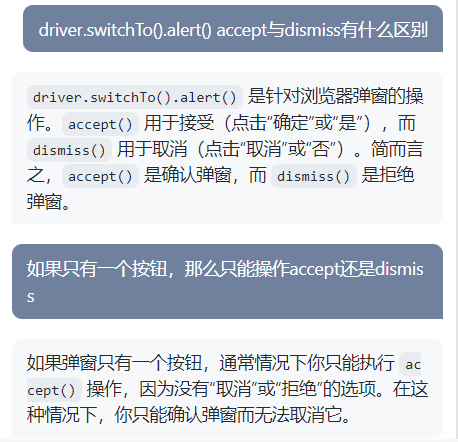 driver.switchTo().alert() accept与dismiss有什么区别
driver.switchTo().alert() 是针对浏览器弹窗的操
作。accept() 用于接受（点击“确定”或“是”），而
dismiss() 用于取消（点击“取消”或“否”）。简而言
之，accept() 是确认弹窗，而 dismiss() 是拒绝
弹窗。
如果只有一个按钮，那么只能操作accept还是dismis
s
如果弹窗只有一个按钮，通常情况下你只能执行 ac
cept() 操作，因为没有“取消”或“拒绝”的选项。在这
种情况下，你只能确认弹窗而无法取消它。